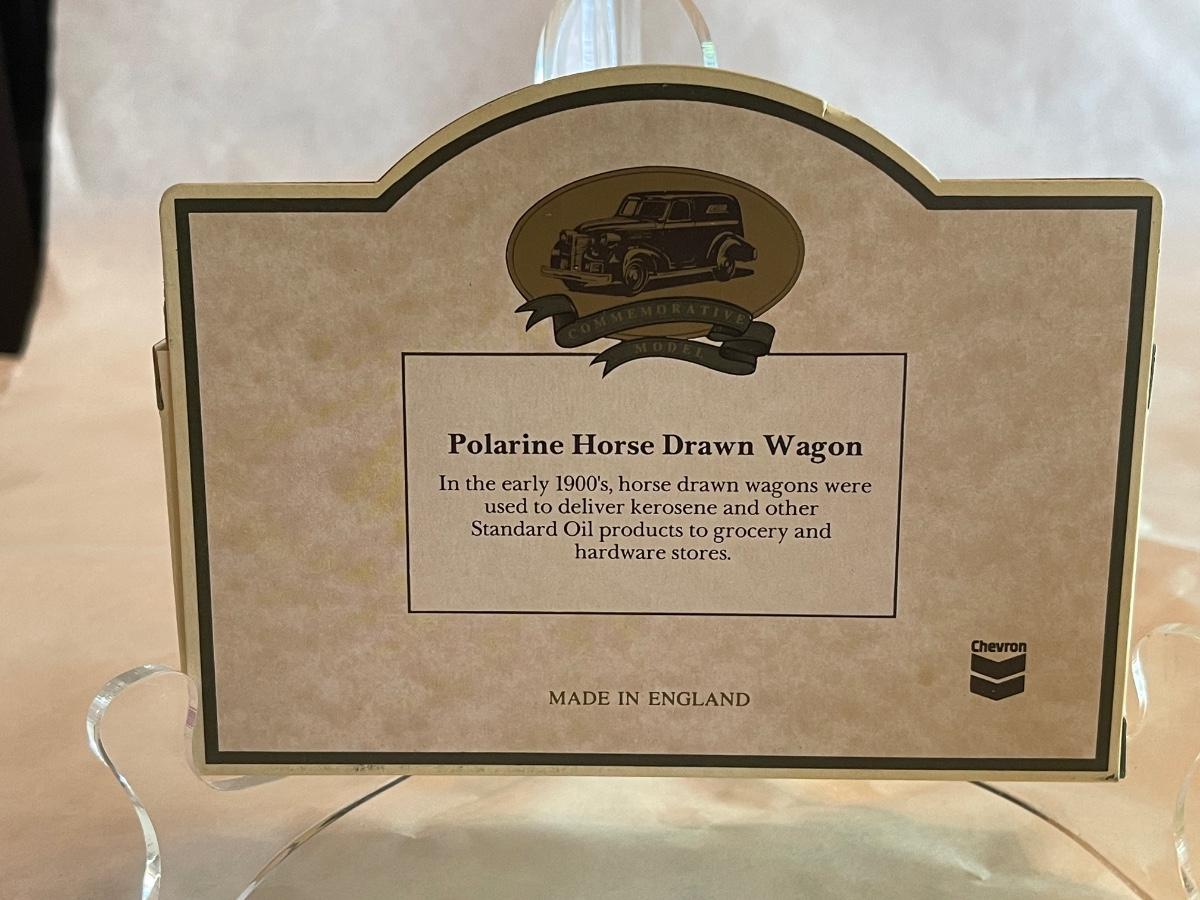 COMMEMORATIVE
MODEL
Polarine Horse Drawn Wagon
In the early 1900's, horse drawn wagons were
used to deliver kerosene and other
Standard Oil products to grocery and
hardware stores.
Chevron
MADE IN ENGLAND